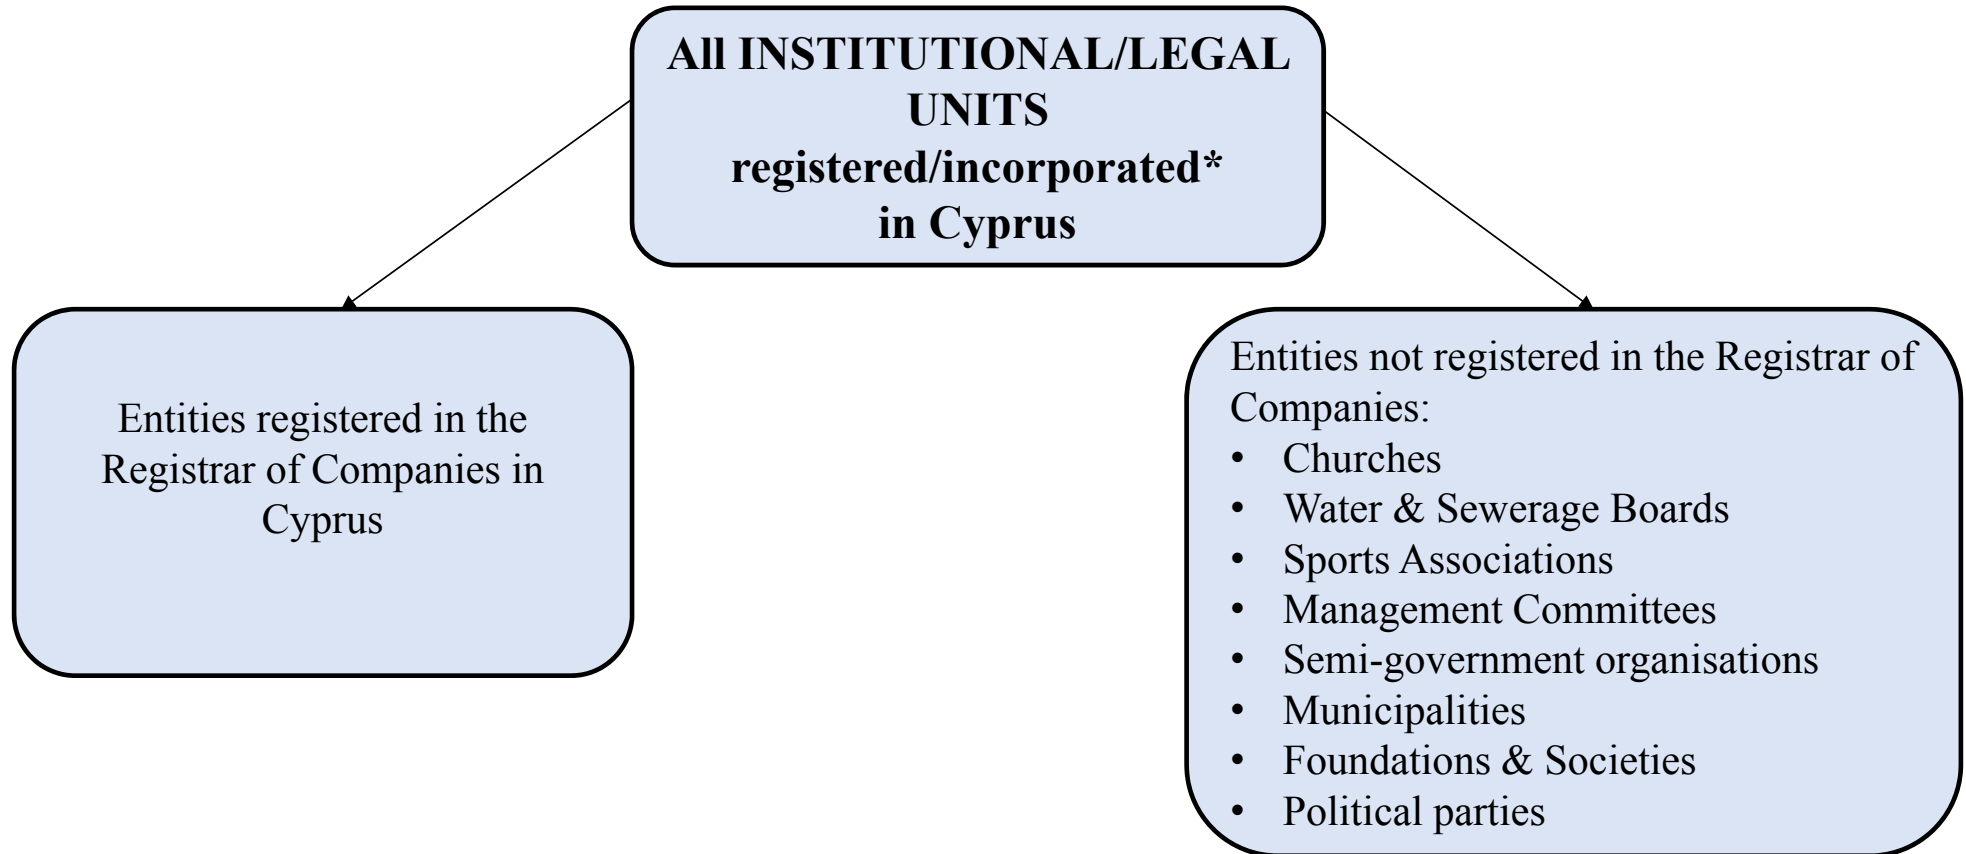 All INSTITUTIONAL/LEGAL
UNITS
registered/incorporated*
in Cyprus
Entities registered in the
Registrar of Companies in
Cyprus
Entities not registered in the Registrar of
Companies:
• Churches
• Water & Sewerage Boards
• Sports Associations
• Management Committees
• Semi-government organisations
• Municipalities
• Foundations & Societies
• Political parties